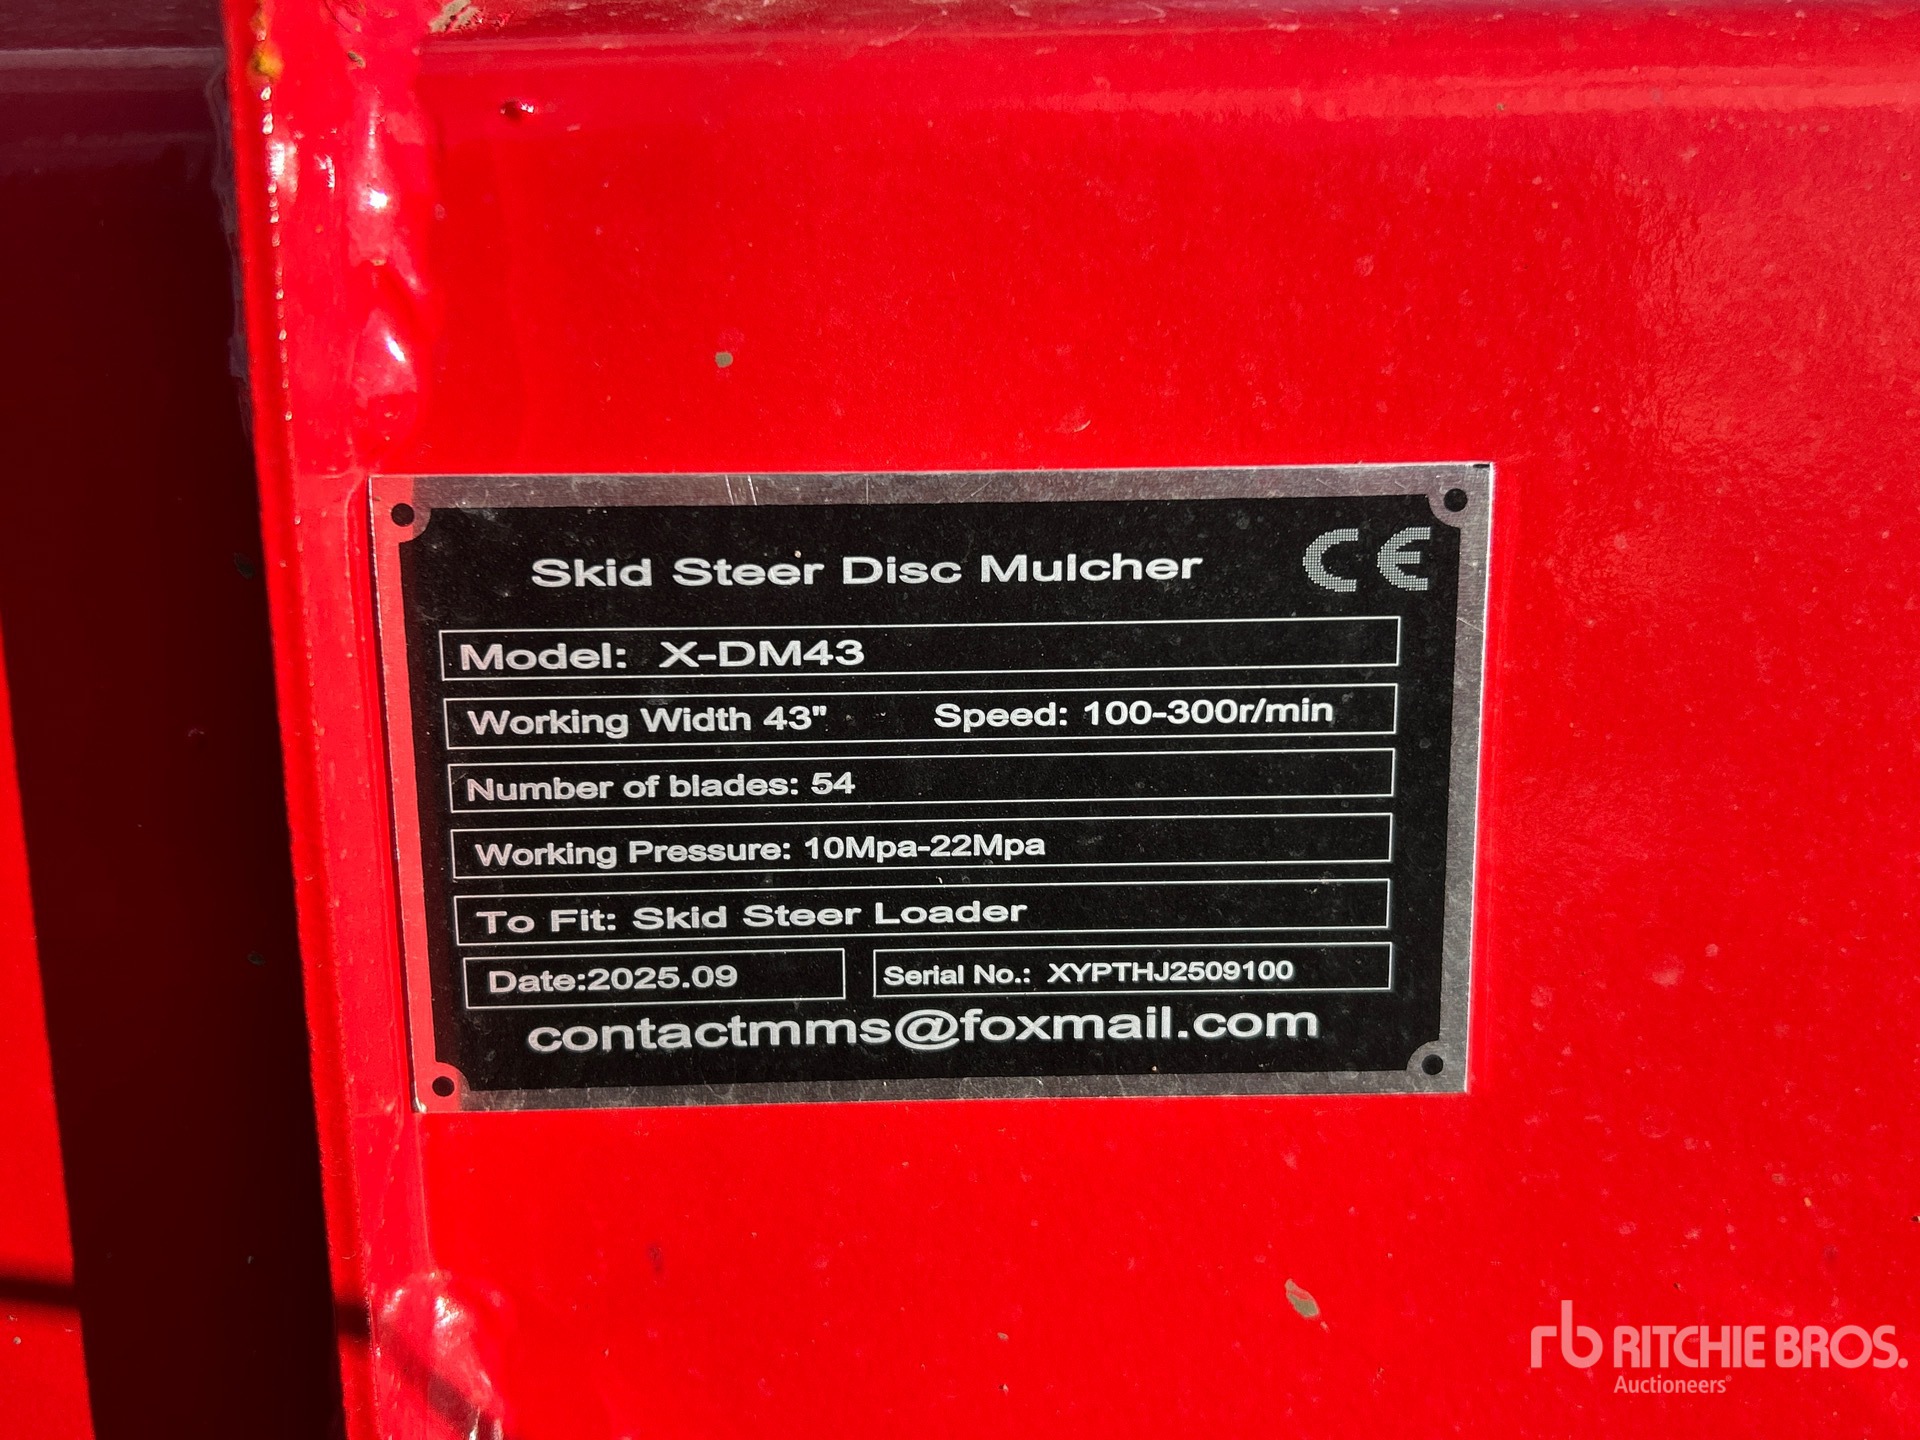 Skid Steer Disc Mulcher CE
Model: X-DM43
Working Width 43" Speed: 100-300r/min
Number of blades: 54
Working Pressure: 10Mpa-22Mpa
To Fit: Skid Steer Loader
Date:2025.09 Serial No.: XYPTHJ2509100
contactmms@foxmail.com
rb RITCHIE BROS.
Auctioneers®